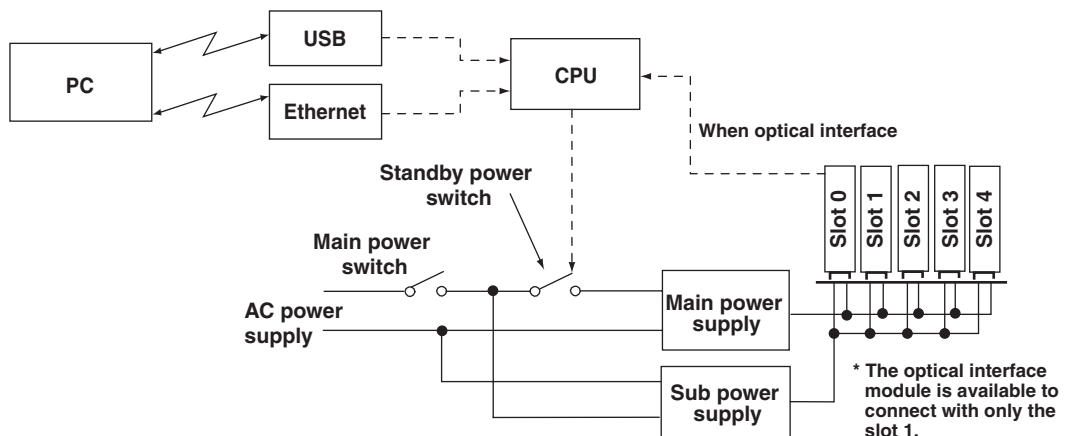 USB
PC
CPU
Ethernet
When optical interface
Standby power
switch
Slot 0
Slot 1
Slot 2
Slot 3
Slot 4
Main power
switch
AC power
supply
Main power
supply
Sub power
supply
* The optical interface
module is available to
connect with only the
slot 1.